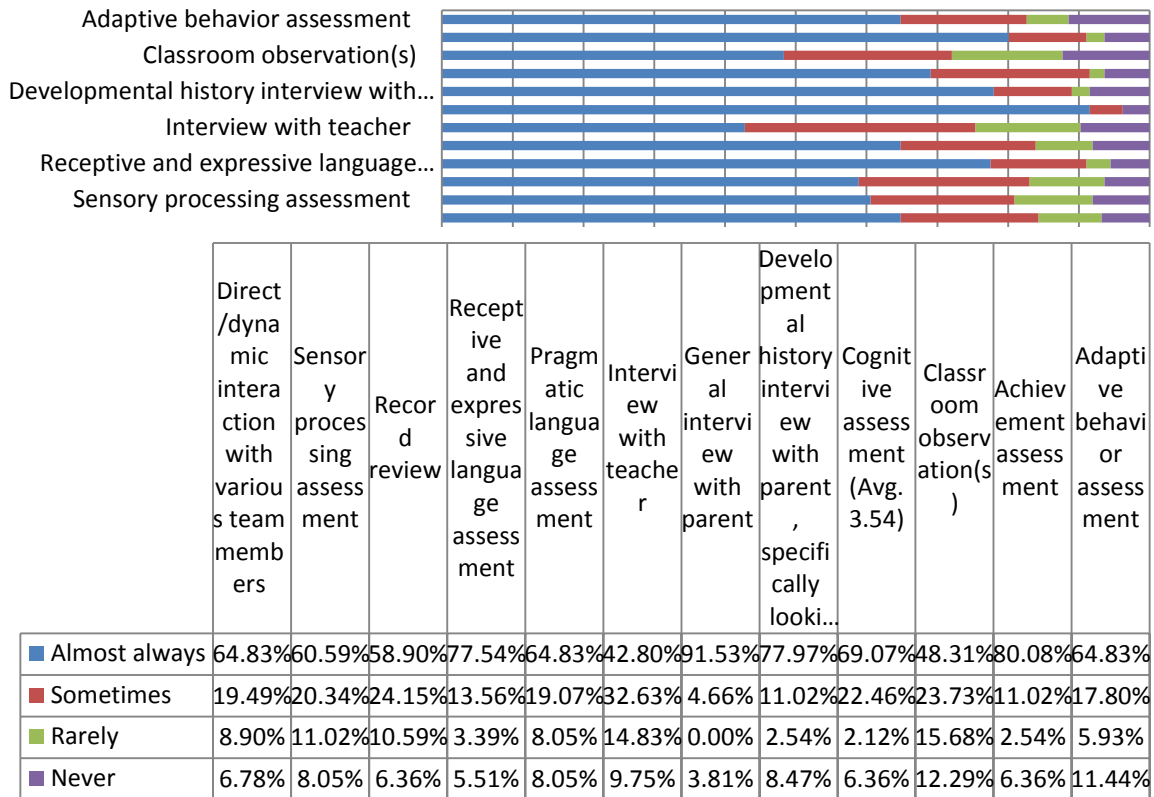 Adaptive behavior assessment
Classroom observation(s)
Developmental history interview with...
Interview with teacher
Receptive and expressive language...
Sensory processing assessment
Direct
/dyna
mic
intera
ction
with
variou
s team
memb
ers
Sensor
y
proces
sing
assess
ment
Recor
d
review
Recept
ive
and
expres
sive
langua
ge
assess
ment
Pragm
atic
langua
ge
assess
ment
Intervi
ew
with
teache
r
Gener
al
intervi
ew
with
parent
Develo
pment
al
history
intervi
ew
with
parent
,
specifi
cally
looki...
Cognit
ive
assess
ment
(Avg.
3.54)
Classr
oom
observ
ation(s
)
Achiev
ement
assess
ment
Adapti
ve
behavi
or
assess
ment
Almost always 64.83% 60.59% 58.90% 77.54% 64.83% 42.80% 91.53% 77.97% 69.07% 48.31% 80.08% 64.83%
Sometimes 19.49% 20.34% 24.15% 13.56% 19.07% 32.63% 4.66% 11.02% 22.46% 23.73% 11.02% 17.80%
Rarely 8.90% 11.02% 10.59% 3.39% 8.05% 14.83% 0.00% 2.54% 2.12% 15.68% 2.54% 5.93%
Never 6.78% 8.05% 6.36% 5.51% 8.05% 9.75% 3.81% 8.47% 6.36% 12.29% 6.36% 11.44%